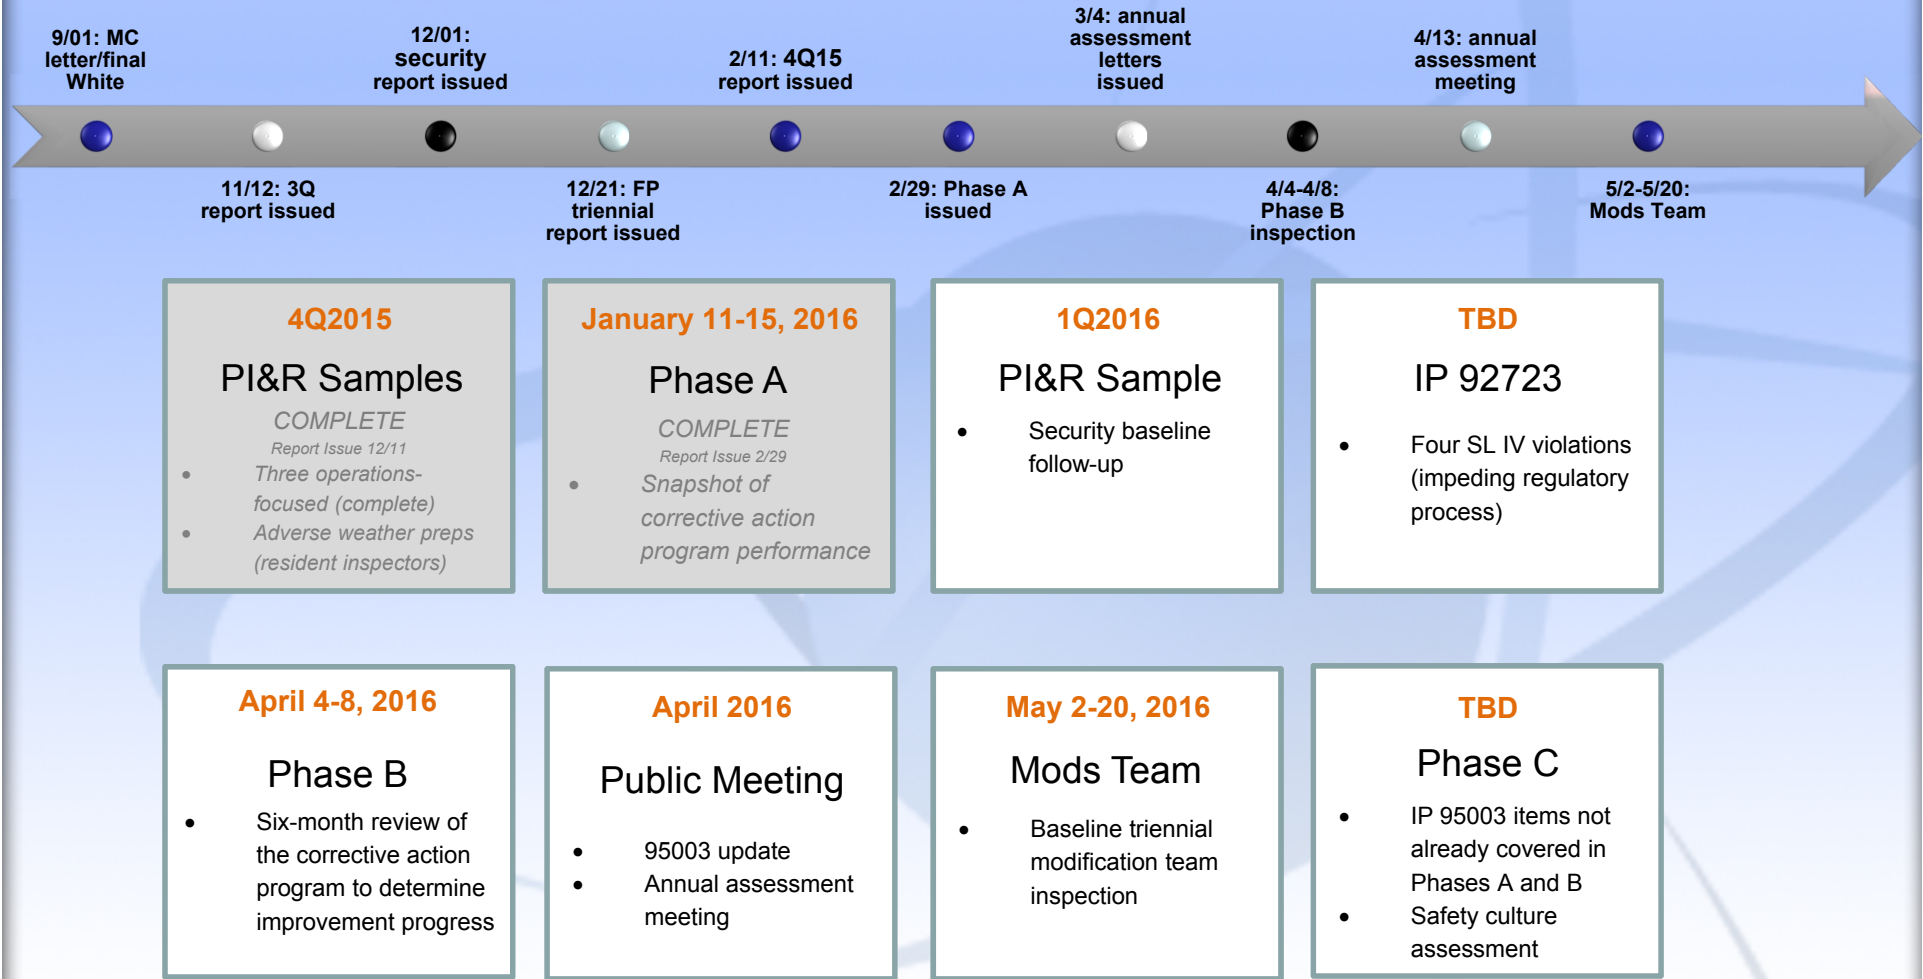 9/01: MC
letter/final
White
12/01:
security
report issued
2/11: 4Q15
report issued
3/4: annual
assessment
letters
issued
4/13: annual
assessment
meeting
11/12: 3Q
report issued
12/21: FP
triennial
report issued
2/29: Phase A
issued
4/4-4/8:
Phase B
inspection
5/2-5/20:
Mods Team
4Q2015
PI&R Samples
COMPLETE
Report Issue 12/11
• Three operations-
focused (complete)
• Adverse weather preps
(resident inspectors)
January 11-15, 2016
Phase A
COMPLETE
Report Issue 2/29
• Snapshot of
corrective action
program performance
1Q2016
PI&R Sample
• Security baseline
follow-up
TBD
IP 92723
• Four SL IV violations
(impeding regulatory
process)
April 4-8, 2016
Phase B
• Six-month review of
the corrective action
program to determine
improvement progress
April 2016
Public Meeting
• 95003 update
• Annual assessment
meeting
May 2-20, 2016
Mods Team
• Baseline triennial
modification team
inspection
TBD
Phase C
• IP 95003 items not
already covered in
Phases A and B
• Safety culture
assessment